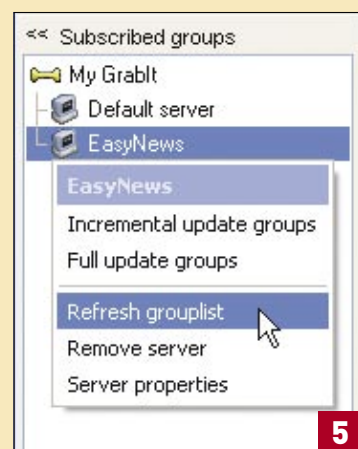 << Subscribed groups
My GrabIt
Default server
EasyNews
EasyNews
Incremental update groups
Full update groups
Refresh grouplist
Remove server
Server properties
5